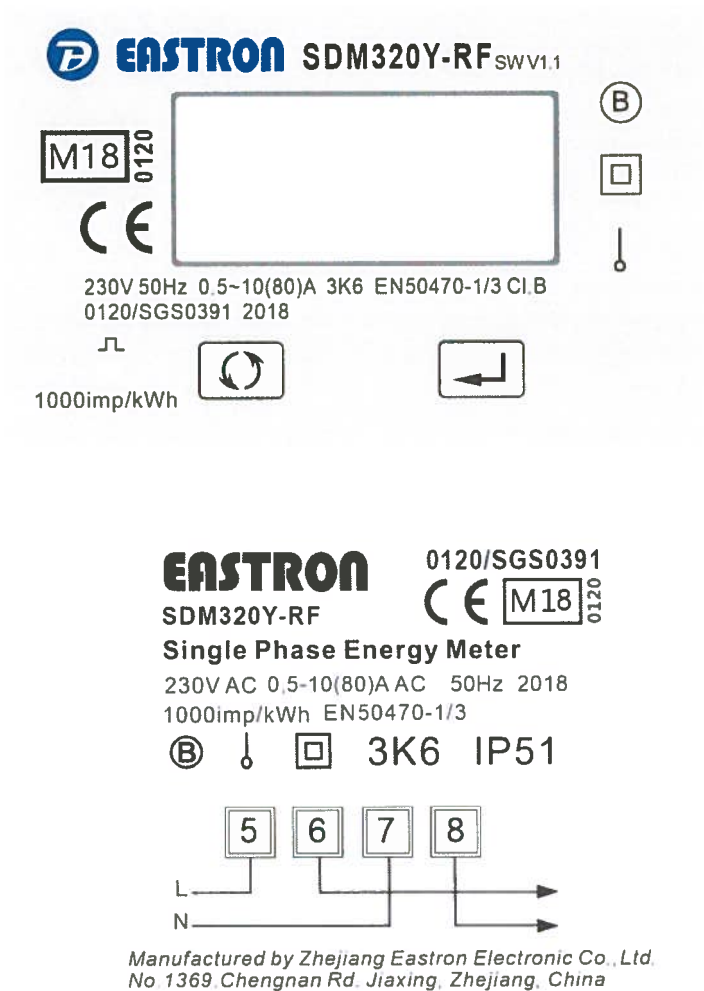 EASTRON SDM320Y-RF SW V1.1
B
M18 0120
CE
230V 50Hz 0.5~10(80)A 3K6 EN50470-1/3 Cl.B
0120/SGS0391 2018
1000imp/kWh
EASTRON 0120/SGS0391
SDM320Y-RF CE M18 0120
Single Phase Energy Meter
230V AC 0.5-10(80)A AC 50Hz 2018
1000imp/kWh EN50470-1/3
B 3K6 IP51
5 6 7 8
L
N
Manufactured by Zhejiang Eastron Electronic Co.,Ltd.
No.1369.Chengnan Rd. Jiaxing, Zhejiang, China